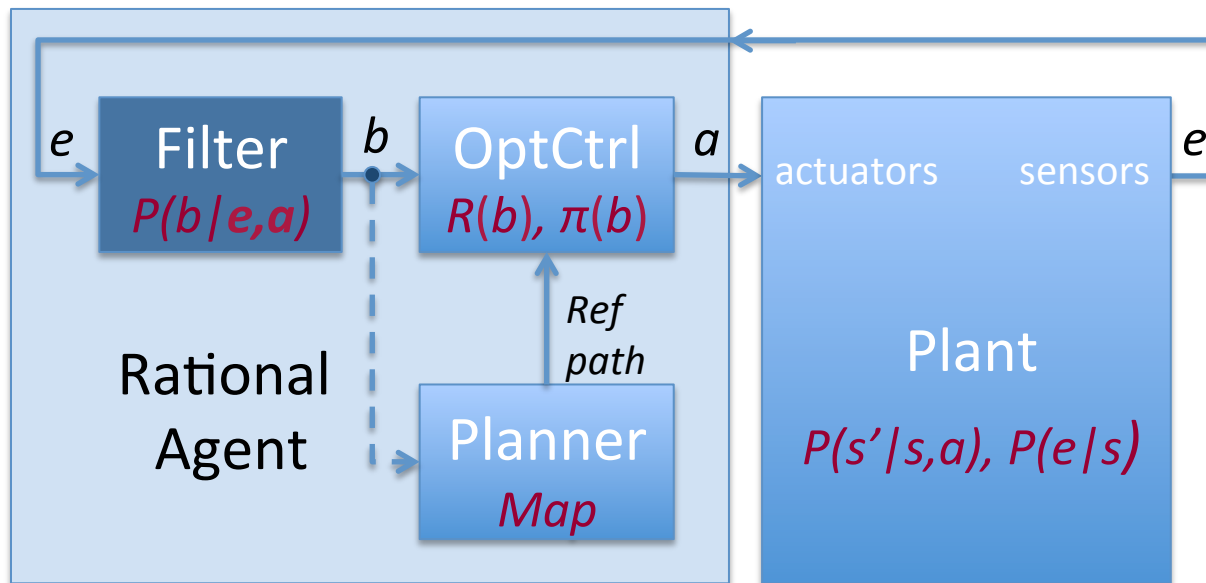 e
Filter
P(b|e,a)
b
OptCtrl
R(b), π(b)
a
actuators
sensors
e
Ref
path
Rational
Agent
Planner
Map
Plant
P(s’|s,a), P(e|s)